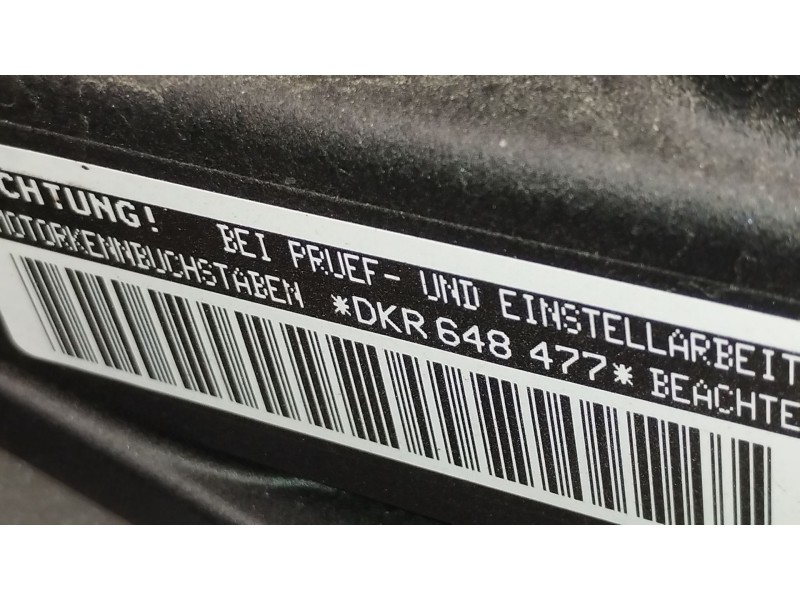 CHTUNG! BEI PRUEF- UND EINSTELLARBEIT
MOTORKENNBUCHSTABEN *DKR 648 477* BEACHTE